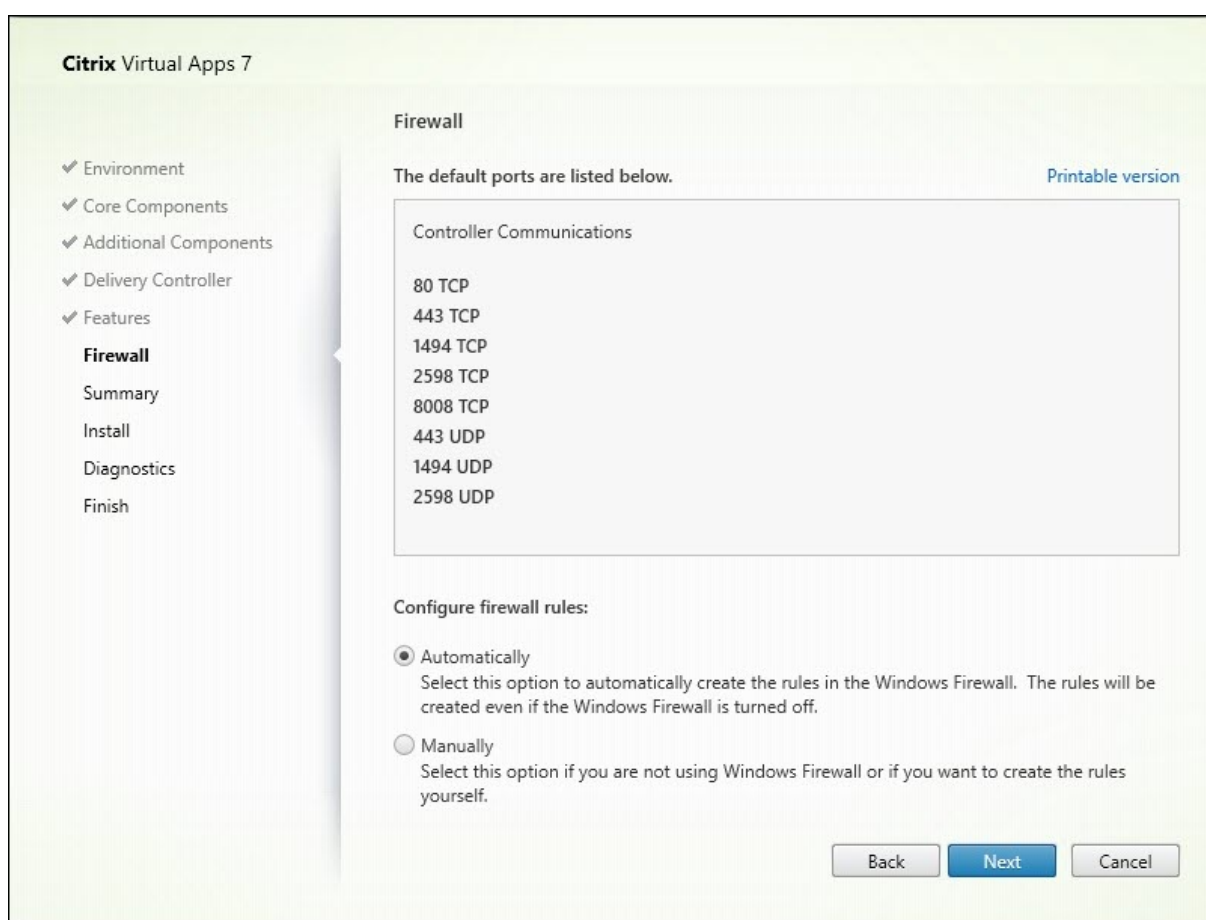 Citrix Virtual Apps 7
Environment
Core Components
Additional Components
Delivery Controller
Features
Firewall
Summary
Install
Diagnostics
Finish
Firewall
The default ports are listed below.
Printable version
Controller Communications
80 TCP
443 TCP
1494 TCP
2598 TCP
8008 TCP
443 UDP
1494 UDP
2598 UDP
Configure firewall rules:
Automatically
Select this option to automatically create the rules in the Windows Firewall. The rules will be
created even if the Windows Firewall is turned off.
Manually
Select this option if you are not using Windows Firewall or if you want to create the rules
yourself.
Back
Next
Cancel